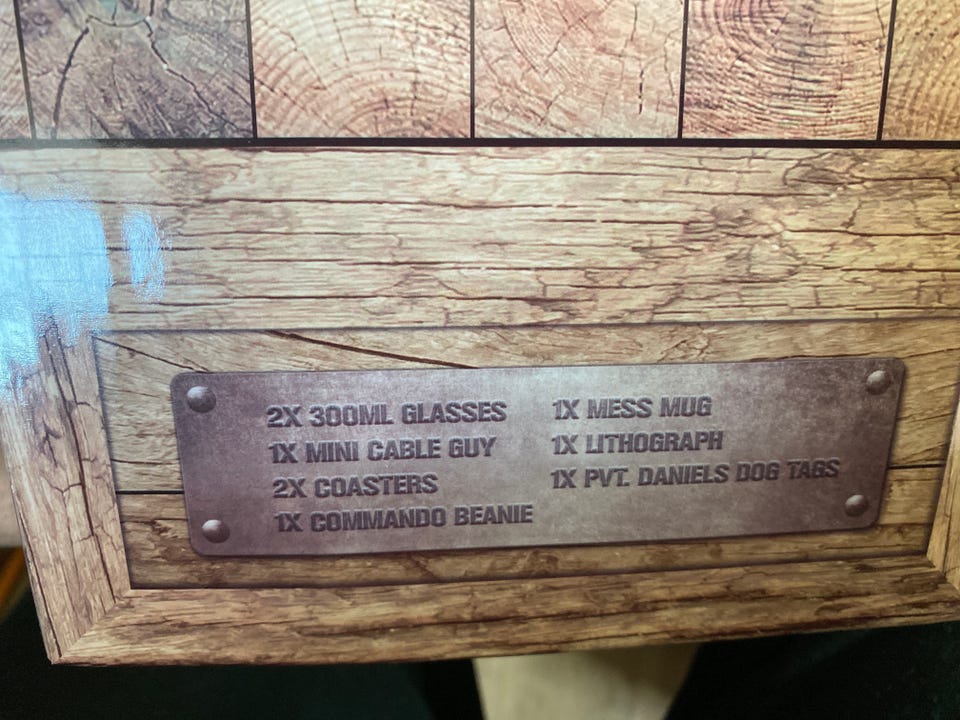 2X 300ML GLASSES
1X MINI CABLE GUY
2X COASTERS
1X COMMANDO BEANIE
1X MESS MUG
1X LITHOGRAPH
1X PVT. DANIELS DOG TAGS